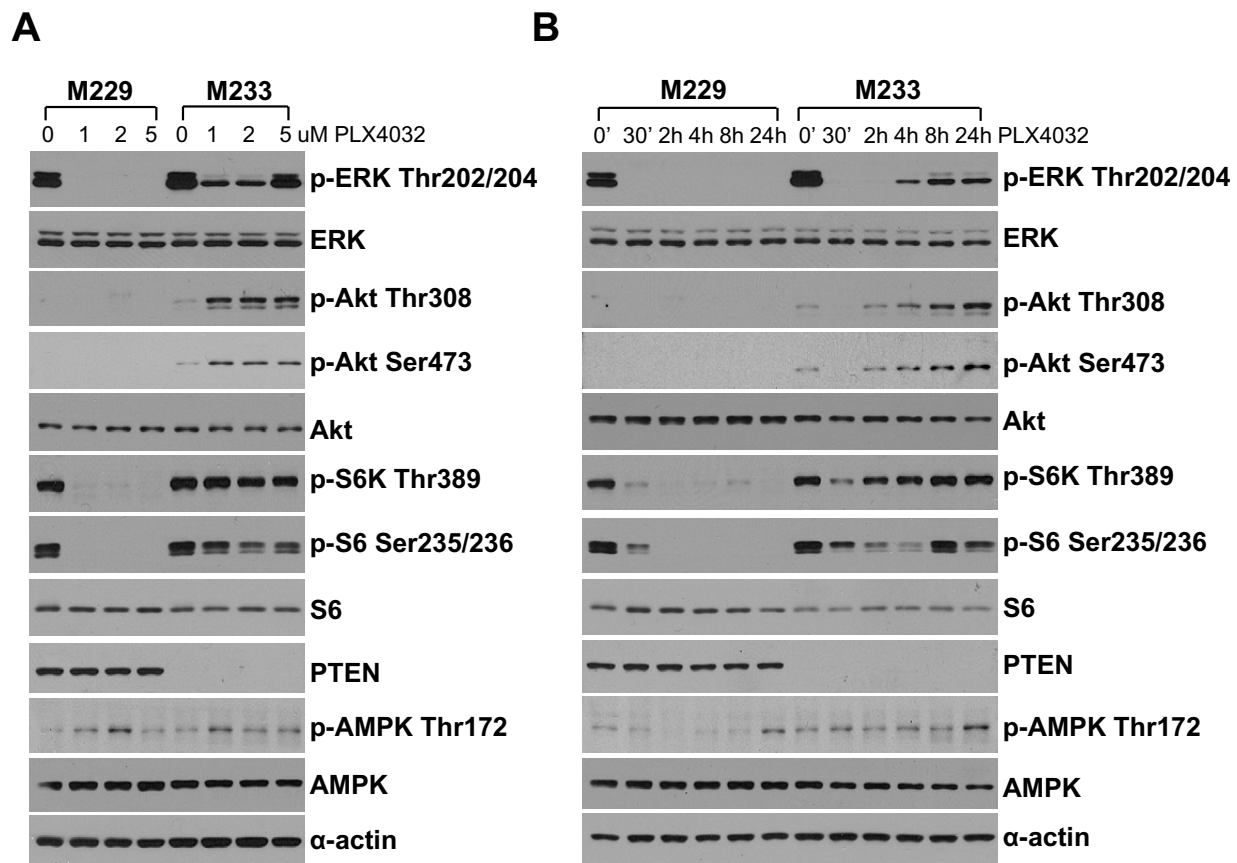 A
M229 M233
0 1 2 5 0 1 2 5 uM PLX4032
p-ERK Thr202/204
ERK
p-Akt Thr308
p-Akt Ser473
Akt
p-S6K Thr389
p-S6 Ser235/236
S6
PTEN
p-AMPK Thr172
AMPK
α-actin
B
M229 M233
0’ 30’ 2h 4h 8h 24h 0’ 30’ 2h 4h 8h 24h PLX4032
p-ERK Thr202/204
ERK
p-Akt Thr308
p-Akt Ser473
Akt
p-S6K Thr389
p-S6 Ser235/236
S6
PTEN
p-AMPK Thr172
AMPK
α-actin